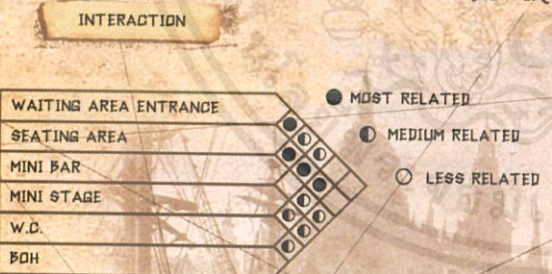 INTERACTION
WAITING AREA ENTRANCE
SEATING AREA
MINI BAR
MINI STAGE
W.C.
BOH
MOST RELATED
MEDIUM RELATED
LESS RELATED